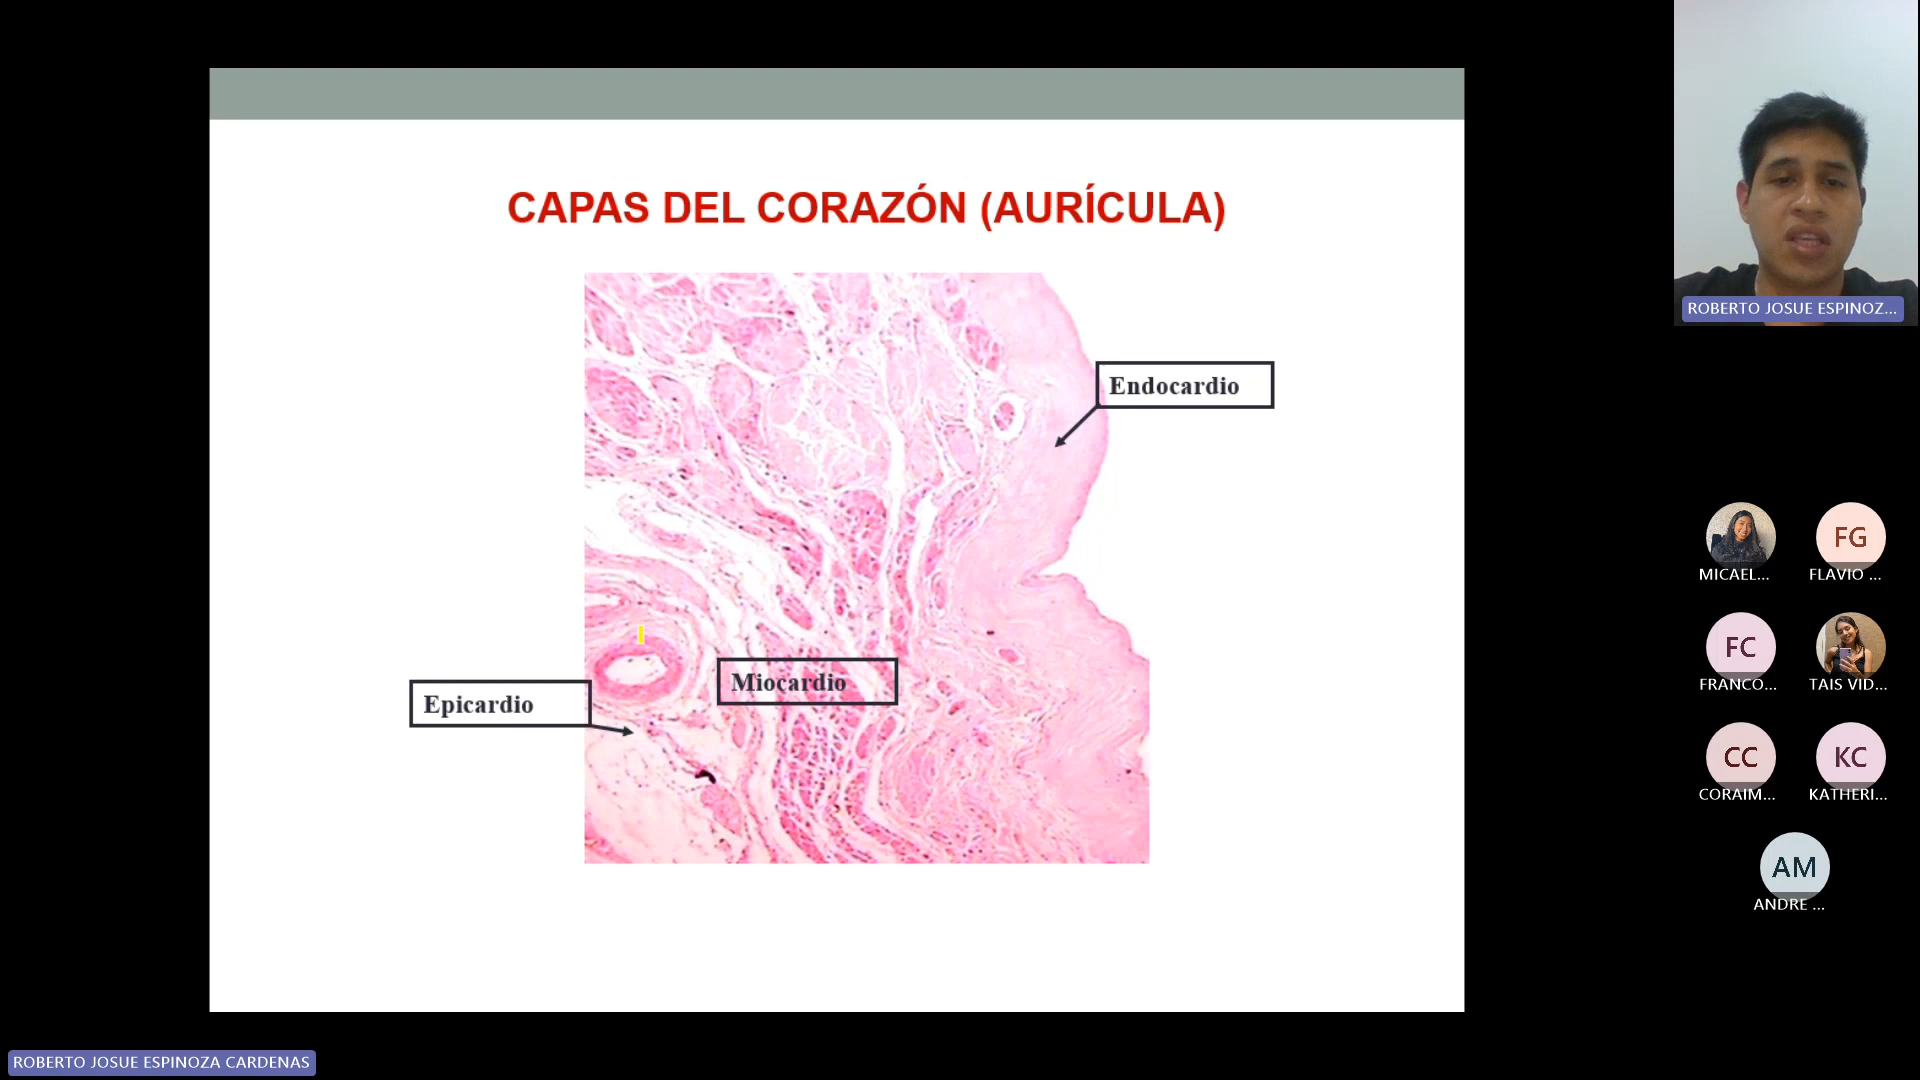 CAPAS DEL CORAZÓN (AURÍCULA)
Endocardio
Miocardio
Epicardio
ROBERTO JOSUE ESPINOZ...
MICAEL...
FG
FLAVIO ...
FC
FRANCO...
TAIS VID...
CC
CORAIM...
KC
KATHERI...
AM
ANDRE ...
ROBERTO JOSUE ESPINOZA CARDENAS